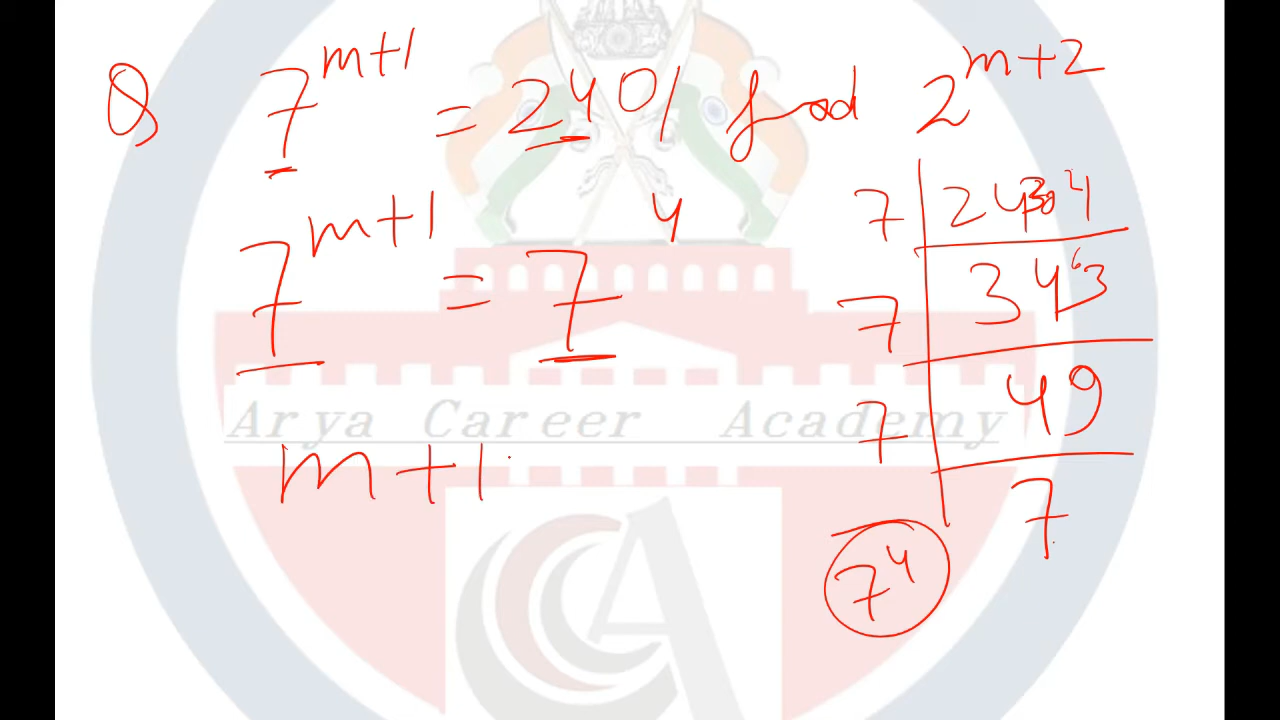 Q 7^{m+1} = 2401 find 2^{m+2}
7^{m+1} = 7^4
m+1
7 | 2401
7 | 343
7 | 49
7
7^4
Arya Career Academy
CA